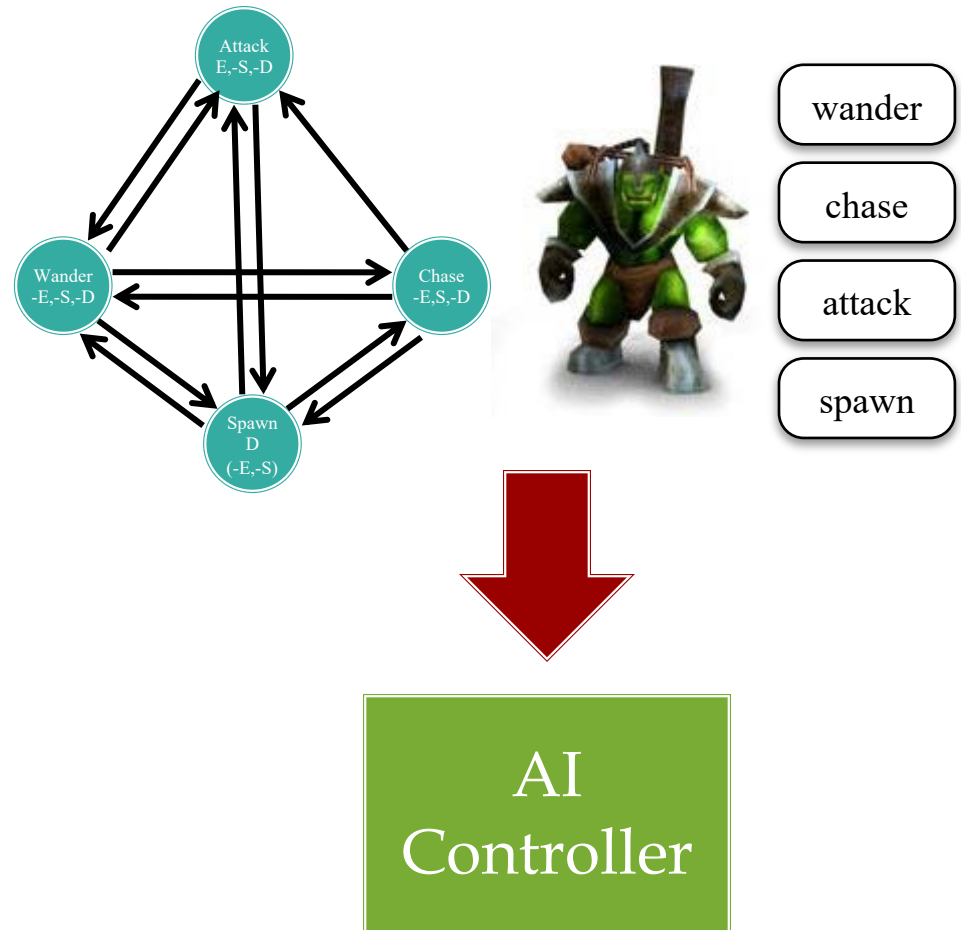 Attack
E,-S,-D
Wander
-E,-S,-D
Chase
-E,S,-D
Spawn
D
(-E,-S)
wander
chase
attack
spawn
AI
Controller